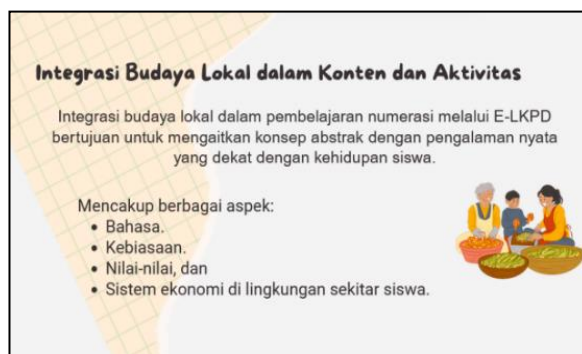 Integrasi Budaya Lokal dalam Konten dan Aktivitas
Integrasi budaya lokal dalam pembelajaran numerasi melalui E-LKPD
bertujuan untuk mengaitkan konsep abstrak dengan pengalaman nyata
yang dekat dengan kehidupan siswa.
Mencakup berbagai aspek:
• Bahasa.
• Kebiasaan.
• Nilai-nilai, dan
• Sistem ekonomi di lingkungan sekitar siswa.